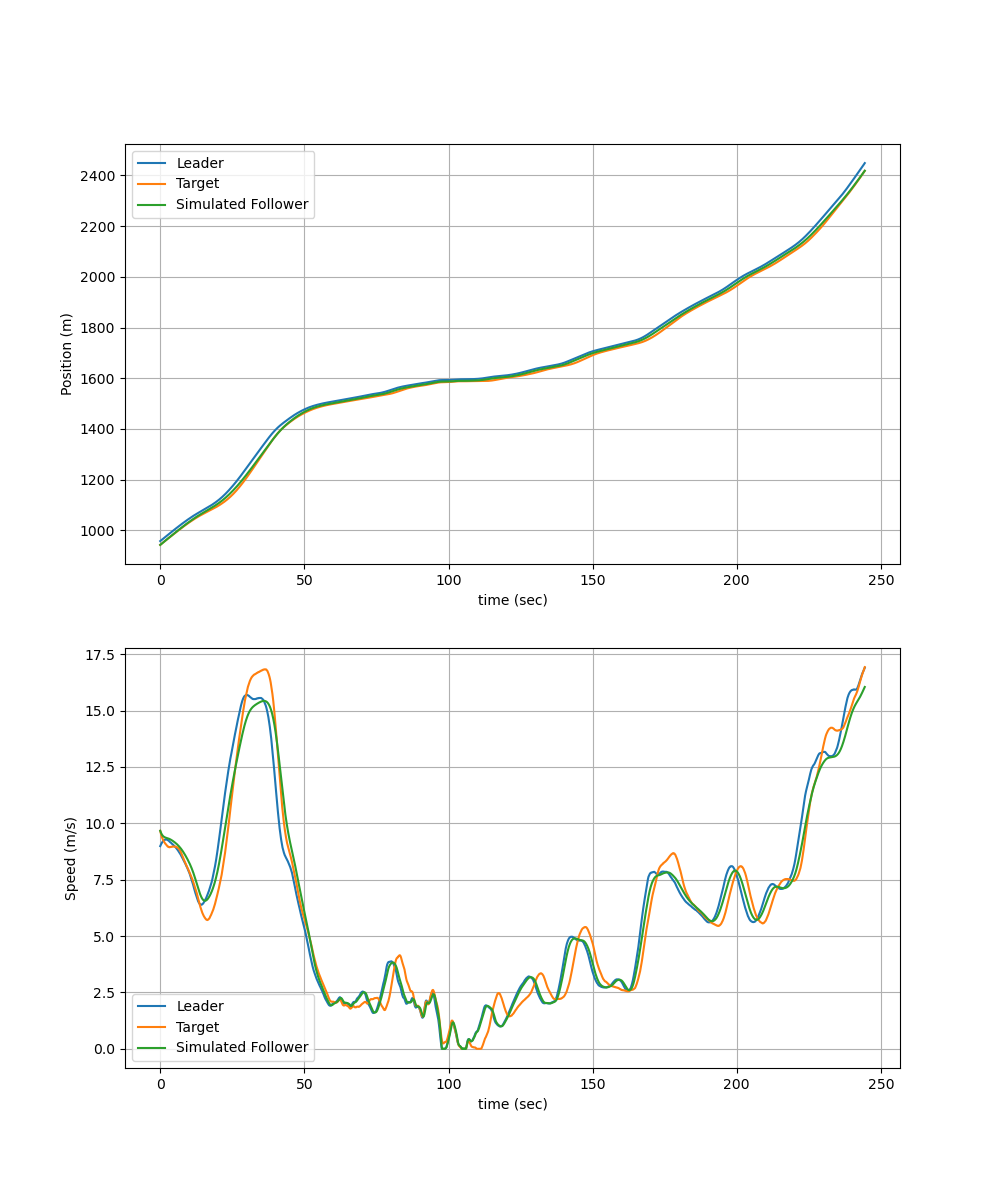 Leader
Target
Simulated Follower
2400
2200
2000
1800
1600
1400
1200
1000
Position (m)
0 50 100 150 200 250
time (sec)
17.5
15.0
12.5
10.0
7.5
5.0
2.5
0.0
Speed (m/s)
Leader
Target
Simulated Follower
0 50 100 150 200 250
time (sec)